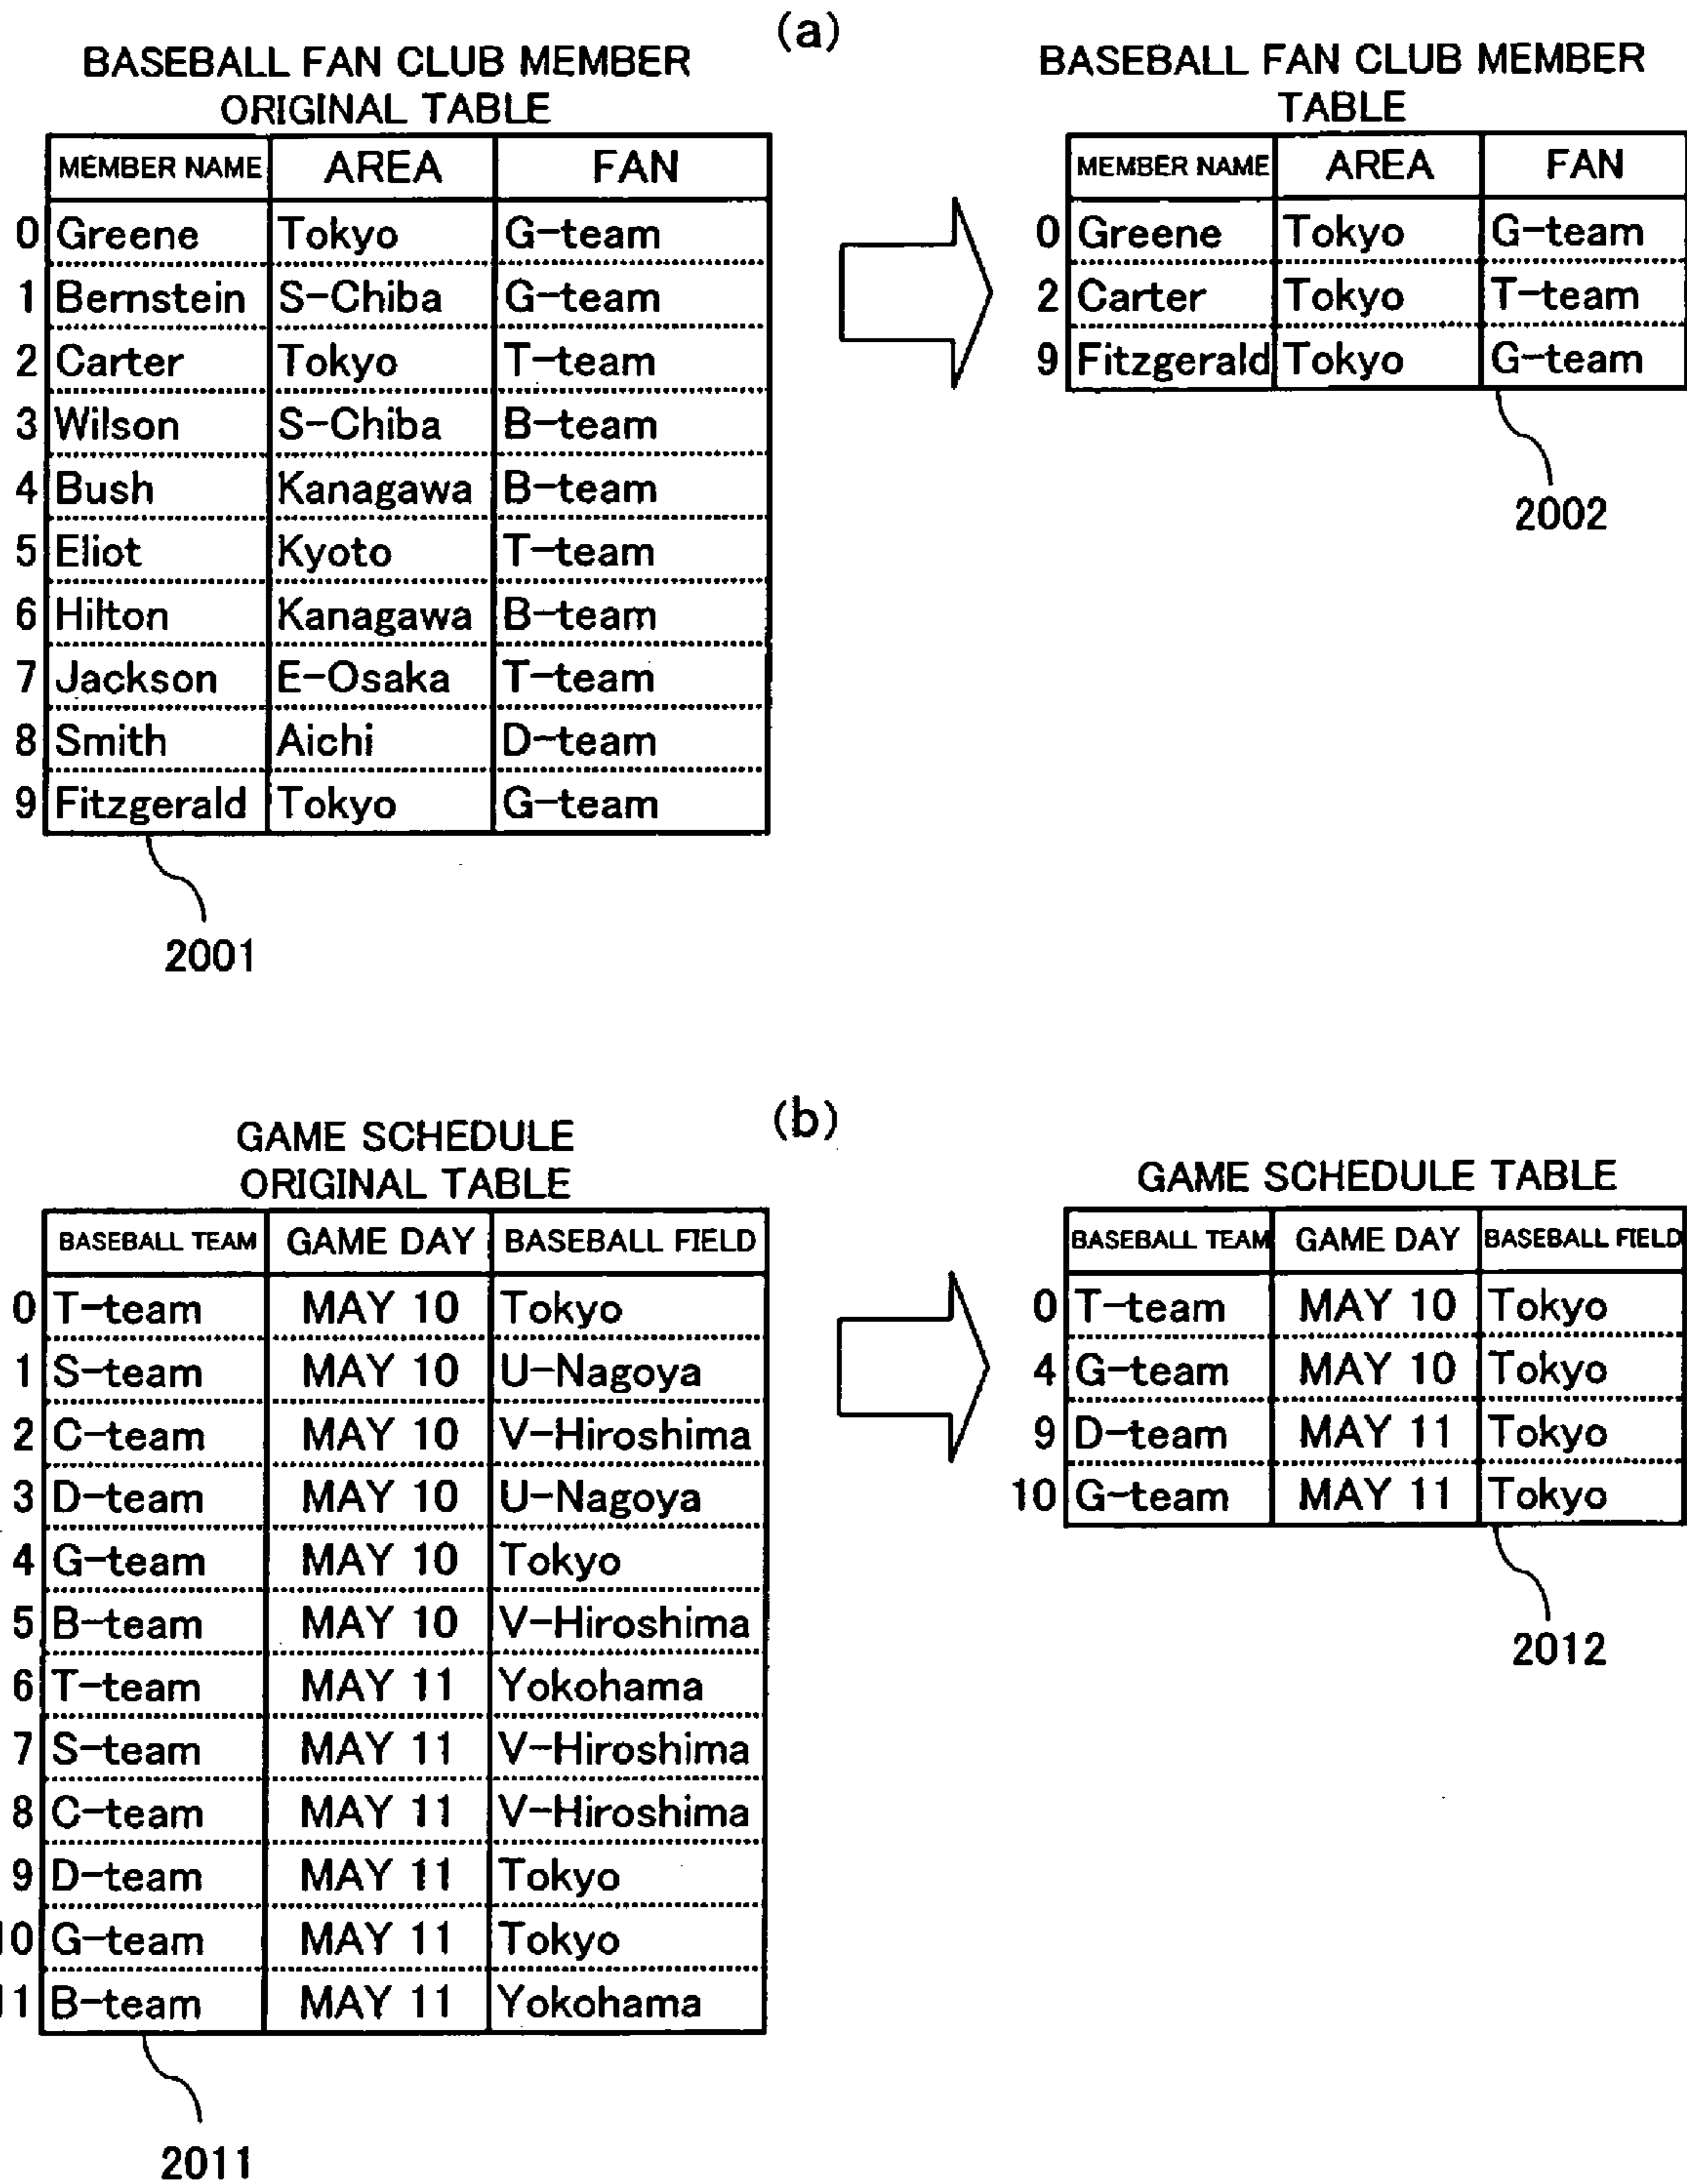 (a)
BASEBALL FAN CLUB MEMBER
ORIGINAL TABLE
MEMBER NAME AREA FAN
0 Greene Tokyo G-team
1 Bernstein S-Chiba G-team
2 Carter Tokyo T-team
3 Wilson S-Chiba B-team
4 Bush Kanagawa B-team
5 Eliot Kyoto T-team
6 Hilton Kanagawa B-team
7 Jackson E-Osaka T-team
8 Smith Aichi D-team
9 Fitzgerald Tokyo G-team
2001
BASEBALL FAN CLUB MEMBER
TABLE
MEMBER NAME AREA FAN
0 Greene Tokyo G-team
2 Carter Tokyo T-team
9 Fitzgerald Tokyo G-team
2002
(b)
GAME SCHEDULE
ORIGINAL TABLE
BASEBALL TEAM GAME DAY BASEBALL FIELD
0 T-team MAY 10 Tokyo
1 S-team MAY 10 U-Nagoya
2 C-team MAY 10 V-Hiroshima
3 D-team MAY 10 U-Nagoya
4 G-team MAY 10 Tokyo
5 B-team MAY 10 V-Hiroshima
6 T-team MAY 11 Yokohama
7 S-team MAY 11 V-Hiroshima
8 C-team MAY 11 V-Hiroshima
9 D-team MAY 11 Tokyo
10 G-team MAY 11 Tokyo
11 B-team MAY 11 Yokohama
2011
GAME SCHEDULE TABLE
BASEBALL TEAM GAME DAY BASEBALL FIELD
0 T-team MAY 10 Tokyo
4 G-team MAY 10 Tokyo
9 D-team MAY 11 Tokyo
10 G-team MAY 11 Tokyo
2012